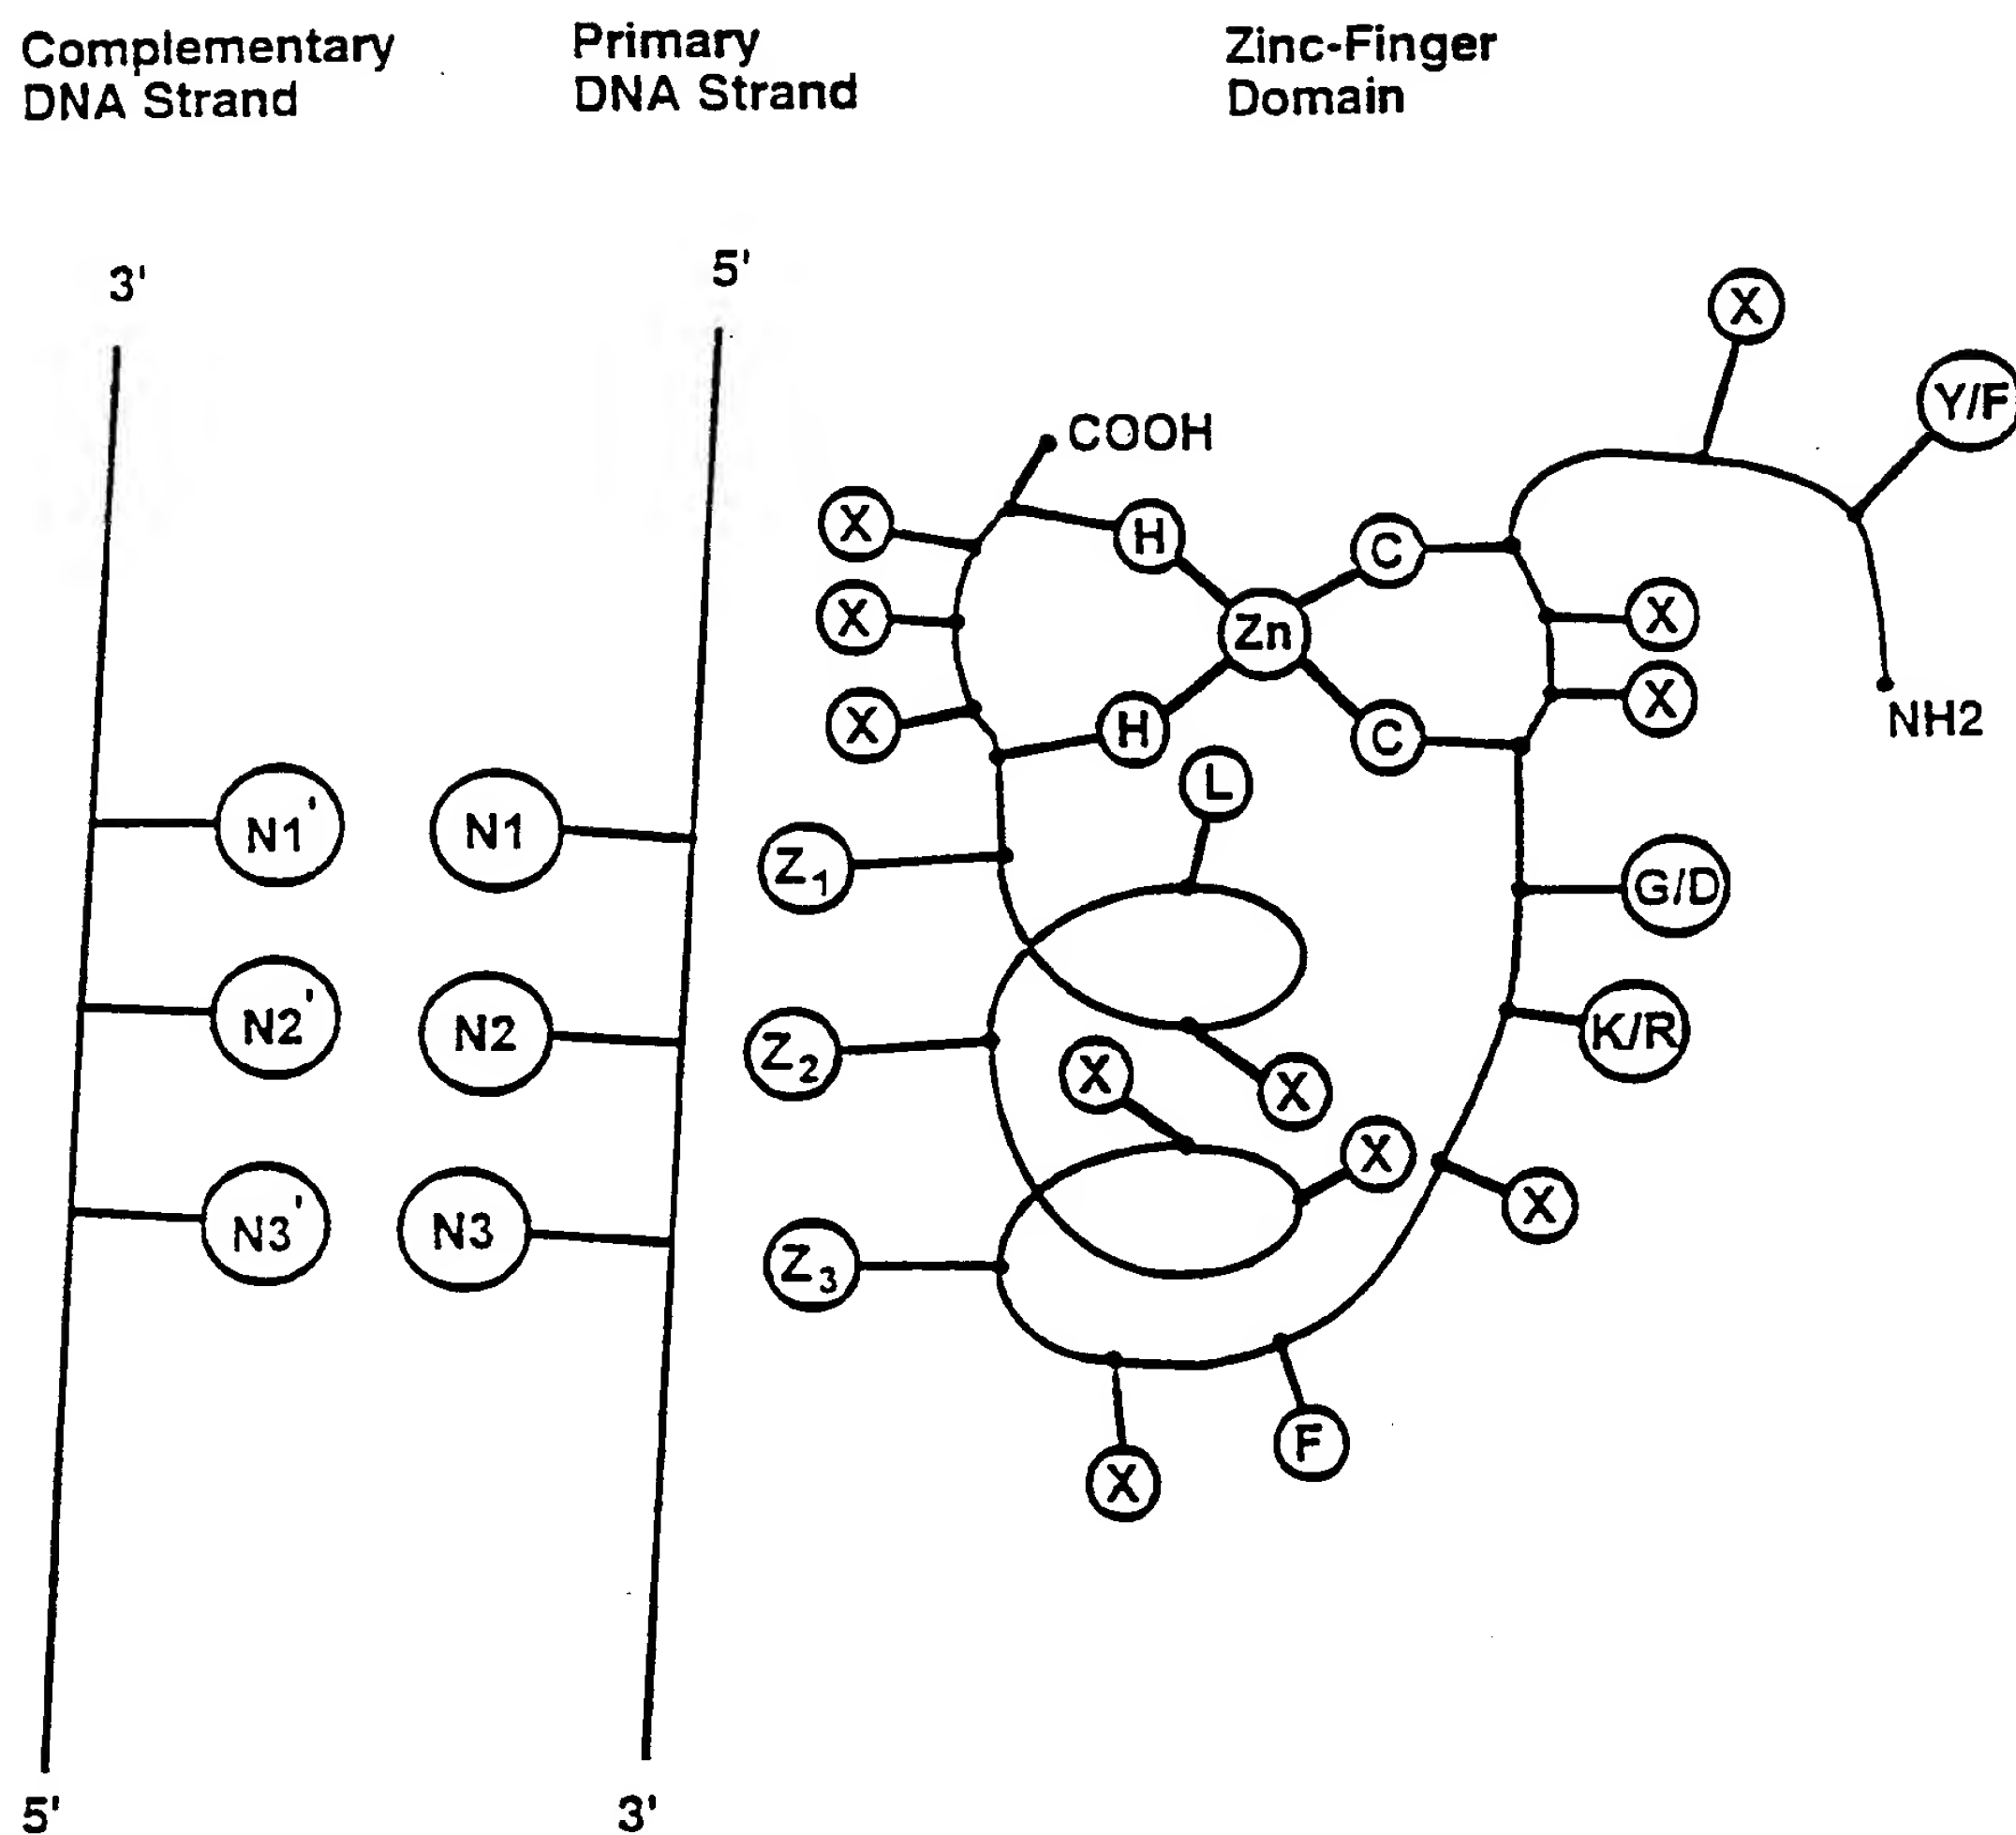 Complementary
DNA Strand
Primary
DNA Strand
Zinc-Finger
Domain
3'
5'
X
Y/F
COOH
X
H
C
X
Zn
X
X
H
C
X
NH2
L
N1'
N1
Z1
G/D
N2'
N2
Z2
X
X
K/R
X
X
N3'
N3
Z3
F
X
5'
3'